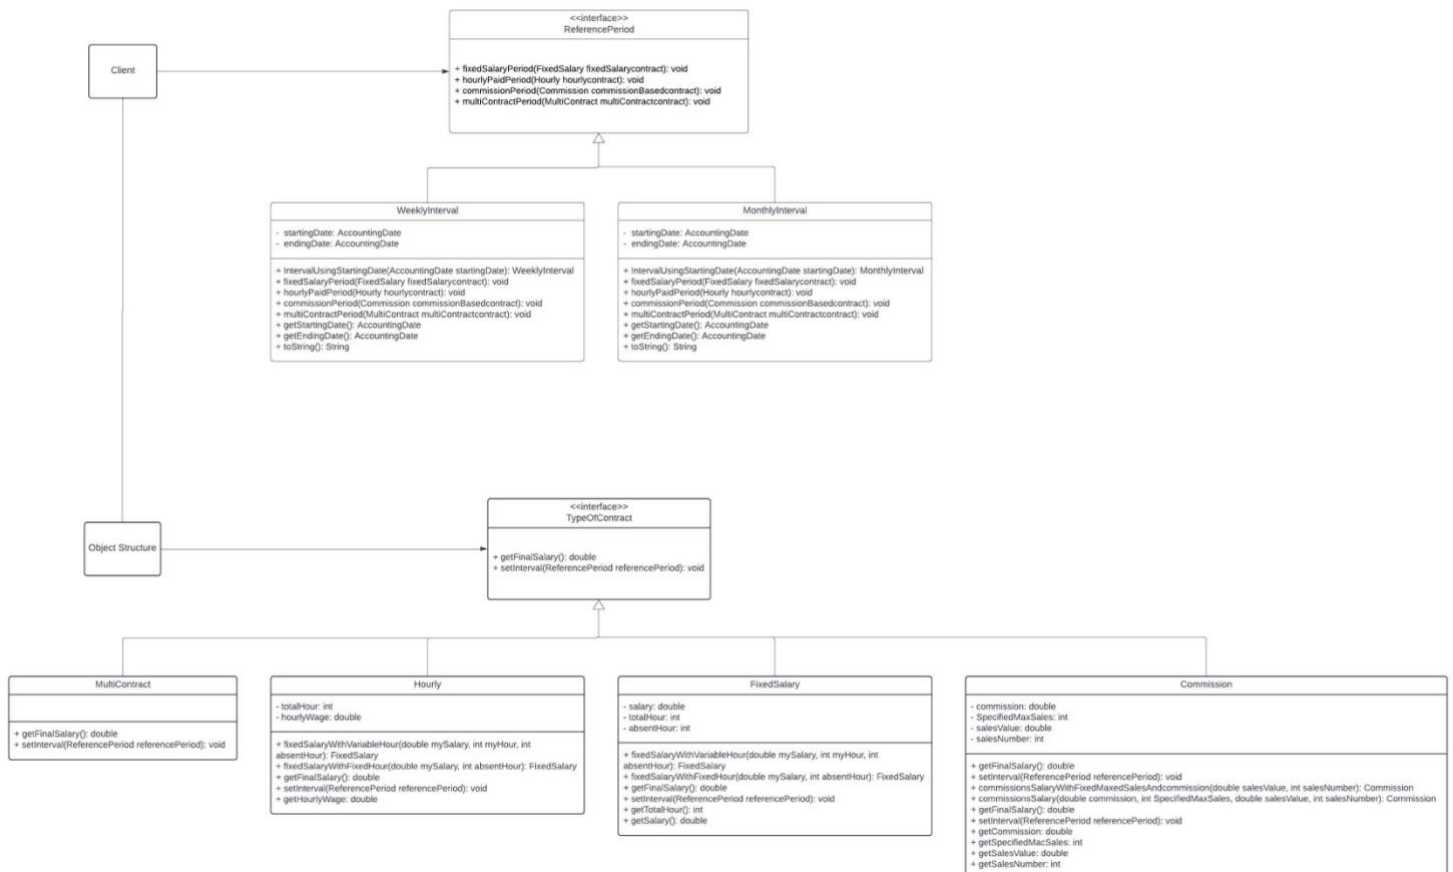 <<interface>>
ReferencePeriod
+ fixedSalaryPeriod(FixedSalary fixedSalarycontract): void
+ hourlyPaidPeriod(Hourly hourlycontract): void
+ commissionPeriod(Commission commissionBasedcontract): void
+ multiContractPeriod(MultiContract multiContractcontract): void
Client
WeeklyInterval
- startingDate: AccountingDate
- endingDate: AccountingDate
+ IntervalUsingStartingDate(AccountingDate startingDate): WeeklyInterval
+ fixedSalaryPeriod(FixedSalary fixedSalarycontract): void
+ hourlyPaidPeriod(Hourly hourlycontract): void
+ commissionPeriod(Commission commissionBasedcontract): void
+ multiContractPeriod(MultiContract multiContractcontract): void
+ getStartingDate(): AccountingDate
+ getEndingDate(): AccountingDate
+ toString(): String
MonthlyInterval
- startingDate: AccountingDate
- endingDate: AccountingDate
+ IntervalUsingStartingDate(AccountingDate startingDate): MonthlyInterval
+ fixedSalaryPeriod(FixedSalary fixedSalarycontract): void
+ hourlyPaidPeriod(Hourly hourlycontract): void
+ commissionPeriod(Commission commissionBasedcontract): void
+ multiContractPeriod(MultiContract multiContractcontract): void
+ getStartingDate(): AccountingDate
+ getEndingDate(): AccountingDate
+ toString(): String
<<interface>>
TypeOfContract
+ getFinalSalary(): double
+ setInterval(ReferencePeriod referencePeriod): void
Object Structure
MultiContract
+ getFinalSalary(): double
+ setInterval(ReferencePeriod referencePeriod): void
Hourly
- totalHour: int
- hourlyWage: double
+ fixedSalaryWithVariableHour(double mySalary, int myHour, int
absentHour): FixedSalary
+ fixedSalaryWithFixedHour(double mySalary, int absentHour): FixedSalary
+ getFinalSalary(): double
+ setInterval(ReferencePeriod referencePeriod): void
+ getHourlyWage: double
FixedSalary
- salary: double
- totalHour: int
- absentHour: int
+ fixedSalaryWithVariableHour(double mySalary, int myHour, int
absentHour): FixedSalary
+ fixedSalaryWithFixedHour(double mySalary, int absentHour): FixedSalary
+ getFinalSalary(): double
+ setInterval(ReferencePeriod referencePeriod): void
+ getTotalHour(): int
+ getSalary(): double
Commission
- commission: double
- SpecifiedMaxSales: int
- salesValue: double
- salesNumber: int
+ getFinalSalary(): double
+ setInterval(ReferencePeriod referencePeriod): void
+ commissionsSalaryWithFixedMaxedSalesAndcommission(double salesValue, int salesNumber): Commission
+ commissionsSalary(double commission, int SpecifiedMaxSales, double salesValue, int salesNumber): Commission
+ getFinalSalary(): double
+ setInterval(ReferencePeriod referencePeriod): void
+ getCommission: double
+ getSpecifiedMacSales: int
+ getSalesValue: double
+ getSalesNumber: int